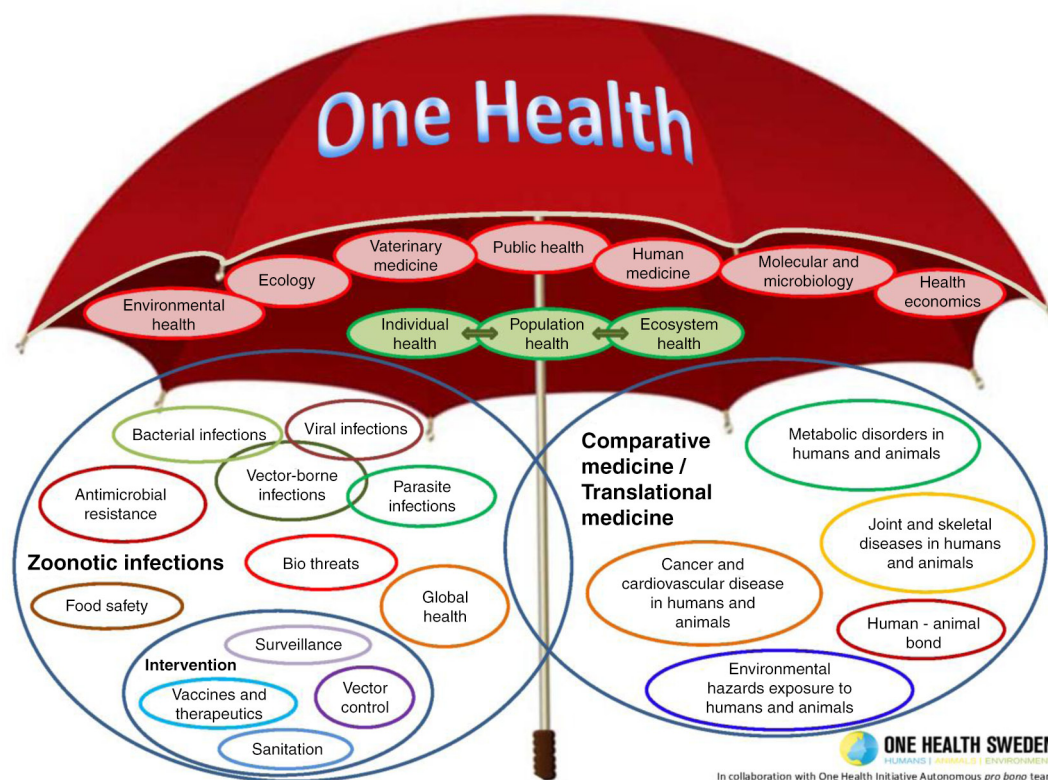 One Health
Public health
Vaterinary
medicine
Human
medicine
Ecology
Molecular and
microbiology
Environmental
health
Health
economics
Individual
health
Population
health
Ecosystem
health
Bacterial infections
Viral infections
Vector-borne
infections
Parasite
infections
Antimicrobial
resistance
Zoonotic infections
Bio threats
Food safety
Global
health
Surveillance
Intervention
Vaccines and
therapeutics
Vector
control
Sanitation
Comparative
medicine /
Translational
medicine
Metabolic disorders in
humans and animals
Joint and skeletal
diseases in humans
and animals
Cancer and
cardiovascular disease
in humans and
animals
Human - animal
bond
Environmental
hazards exposure to
humans and animals
ONE HEALTH SWEDEN
HUMANS | ANIMALS | ENVIRONMENT
In collaboration with One Health Initiative Autonomous pro bono team